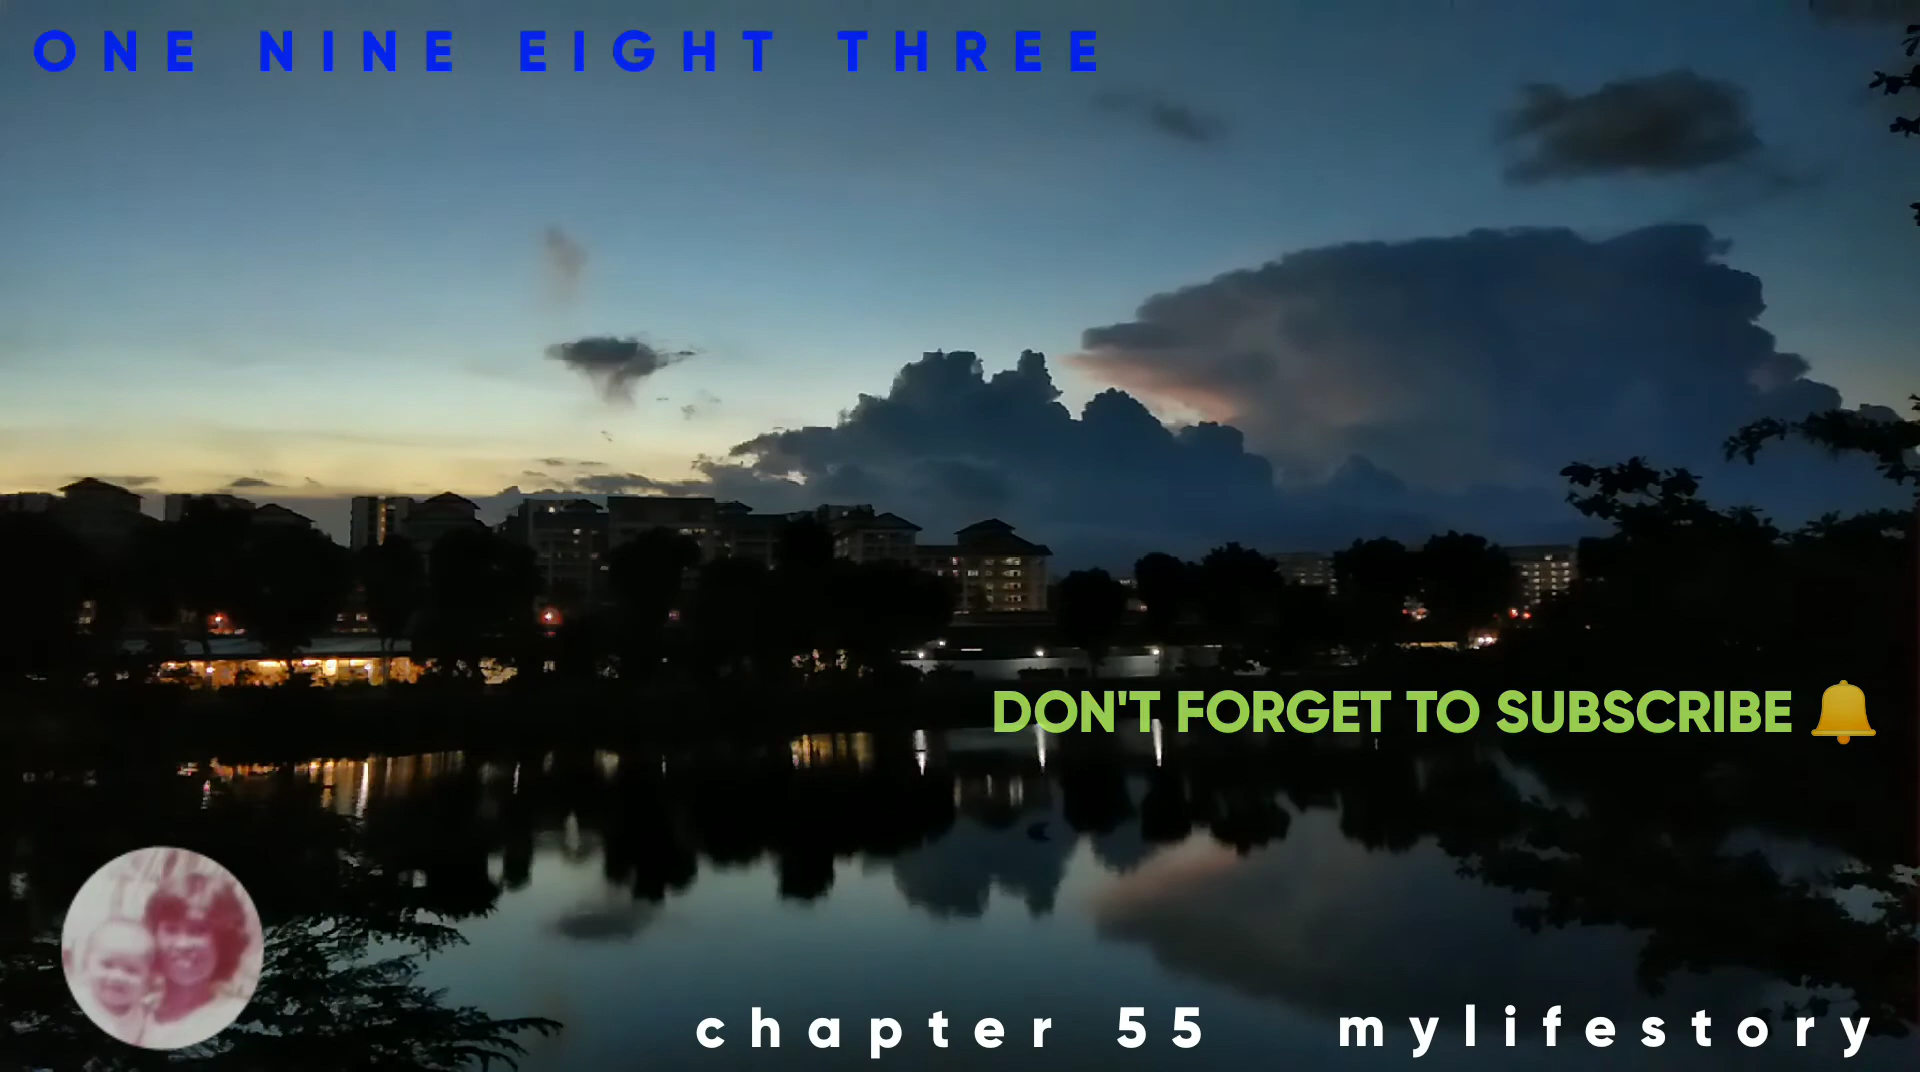 ONE NINE EIGHT THREE
DON'T FORGET TO SUBSCRIBE
chapter 55 mylifestory